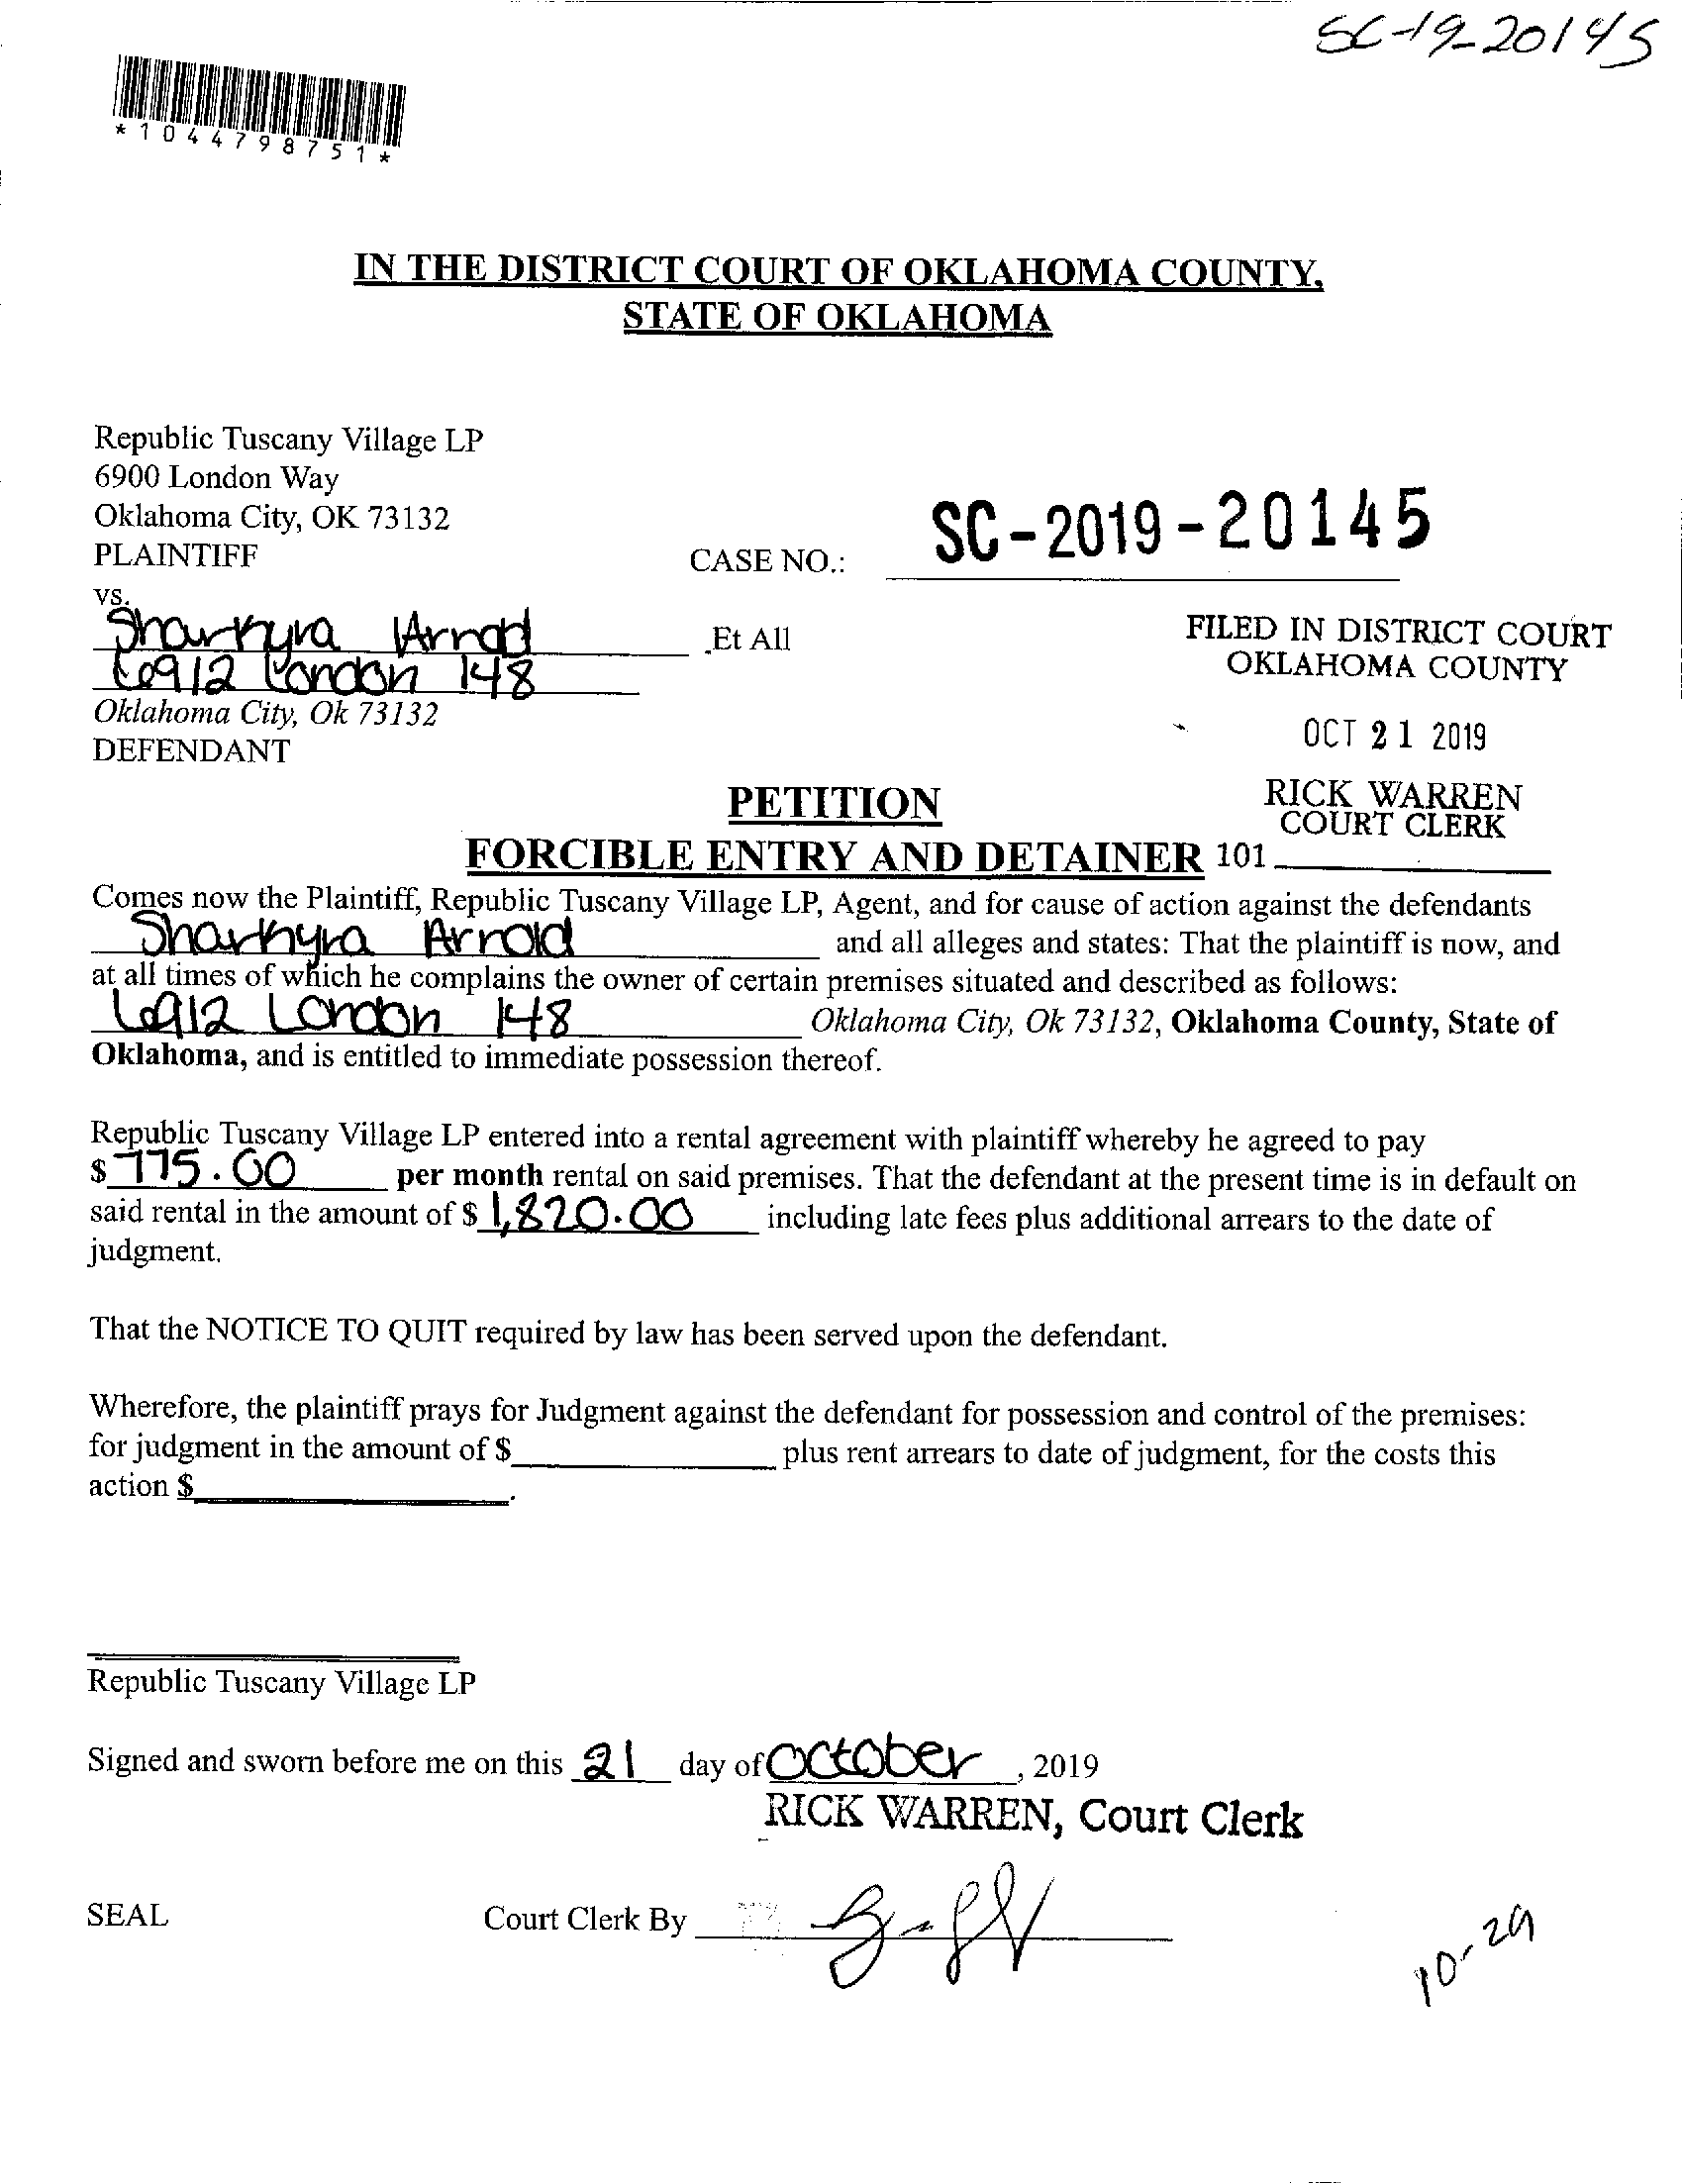 SC-19-20145
*1044798751*
IN THE DISTRICT COURT OF OKLAHOMA COUNTY,
STATE OF OKLAHOMA
Republic Tuscany Village LP
6900 London Way
Oklahoma City, OK 73132
PLAINTIFF
CASE NO.: SC-2019-20145
vs.
Sharkyra Arnold .Et All
6912 London 148
Oklahoma City, Ok 73132
DEFENDANT
FILED IN DISTRICT COURT
OKLAHOMA COUNTY
OCT 21 2019
RICK WARREN
COURT CLERK
101
PETITION
FORCIBLE ENTRY AND DETAINER
Comes now the Plaintiff, Republic Tuscany Village LP, Agent, and for cause of action against the defendants
Sharkyra Arnold and all alleges and states: That the plaintiff is now, and
at all times of which he complains the owner of certain premises situated and described as follows:
6912 London 148 Oklahoma City, Ok 73132, Oklahoma County, State of
Oklahoma, and is entitled to immediate possession thereof.
Republic Tuscany Village LP entered into a rental agreement with plaintiff whereby he agreed to pay
$ 775.00 per month rental on said premises. That the defendant at the present time is in default on
said rental in the amount of $ 1,820.00 including late fees plus additional arrears to the date of
judgment.
That the NOTICE TO QUIT required by law has been served upon the defendant.
Wherefore, the plaintiff prays for Judgment against the defendant for possession and control of the premises:
for judgment in the amount of $ plus rent arrears to date of judgment, for the costs this
action $ .
Republic Tuscany Village LP
Signed and sworn before me on this 21 day of October , 2019
RICK WARREN, Court Clerk
SEAL Court Clerk By
10-29